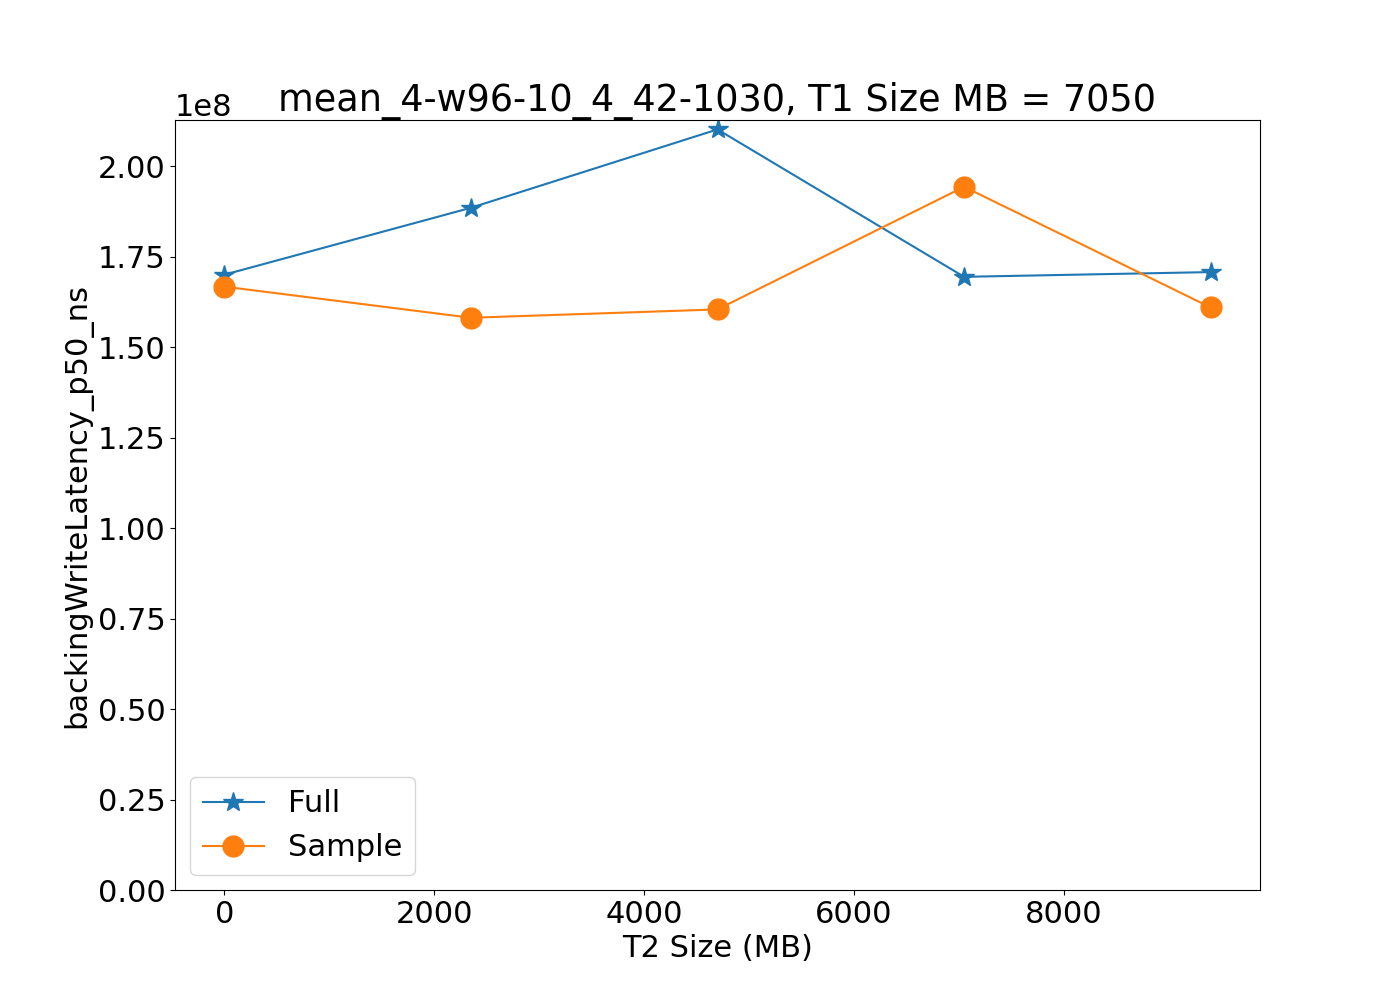 1e8
mean_4-w96-10_4_42-1030, T1 Size MB = 7050
backingWriteLatency_p50_ns
2.00
1.75
1.50
1.25
1.00
0.75
0.50
0.25
0.00
Full
Sample
0 2000 4000 6000 8000
T2 Size (MB)